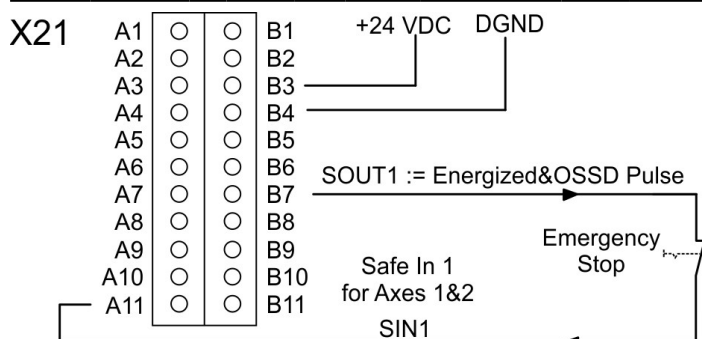 X21
A1 B1 +24 VDC DGND
A2 B2
A3 B3
A4 B4
A5 B5
A6 B6
A7 B7 SOUT1 := Energized&OSSD Pulse
A8 B8
A9 B9
A10 B10
A11 B11
Emergency
Stop
Safe In 1
for Axes 1&2
SIN1